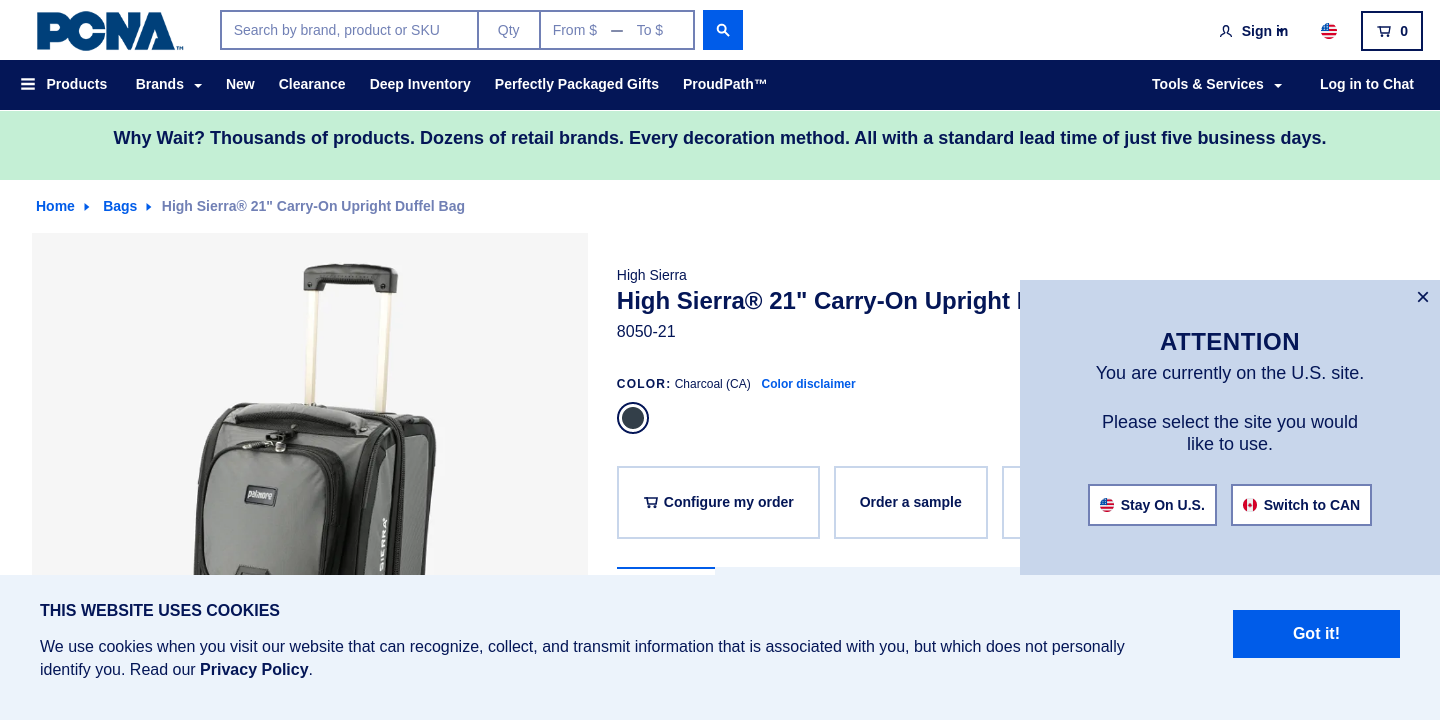 PCNA™
Search by brand, product or SKU
Qty
From $ — To $
Sign in
0
Products
Brands
New
Clearance
Deep Inventory
Perfectly Packaged Gifts
ProudPath™
Tools & Services
Log in to Chat
Why Wait? Thousands of products. Dozens of retail brands. Every decoration method. All with a standard lead time of just five business days.
Home
Bags
High Sierra® 21" Carry-On Upright Duffel Bag
High Sierra
High Sierra® 21" Carry-On Upright
8050-21
COLOR: Charcoal (CA) Color disclaimer
Configure my order
Order a sample
palmore
SIERRA
×
ATTENTION
You are currently on the U.S. site.
Please select the site you would
like to use.
Stay On U.S.
Switch to CAN
THIS WEBSITE USES COOKIES
We use cookies when you visit our website that can recognize, collect, and transmit information that is associated with you, but which does not personally
identify you. Read our Privacy Policy.
Got it!